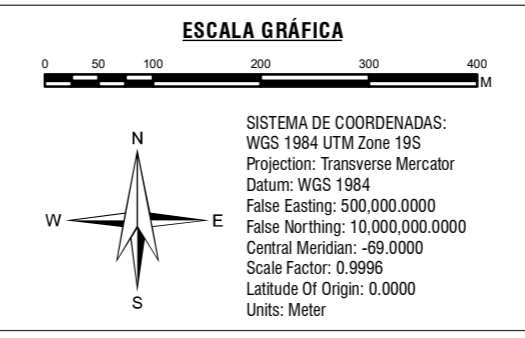 ESCALA GRÁFICA
0 50 100 200 300 400
M
N
W E
S
SISTEMA DE COORDENADAS:
WGS 1984 UTM Zone 19S
Projection: Transverse Mercator
Datum: WGS 1984
False Easting: 500,000.0000
False Northing: 10,000,000.0000
Central Meridian: -69.0000
Scale Factor: 0.9996
Latitude Of Origin: 0.0000
Units: Meter